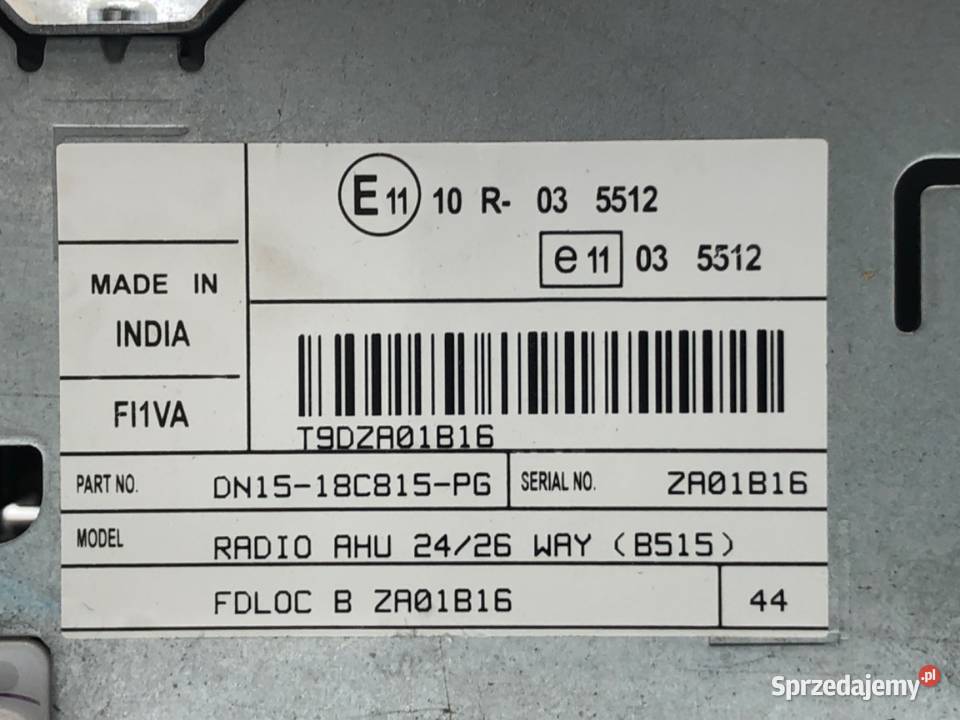 E 11 10 R- 03 5512
e 11 03 5512
MADE IN
INDIA
FI1VA
T9DZA01B16
PART NO. DN15-18C815-PG SERIAL NO. ZA01B16
MODEL RADIO AHU 24/26 WAY (B515)
FDLOC B ZA01B16 44
Sprzedajemy.pl